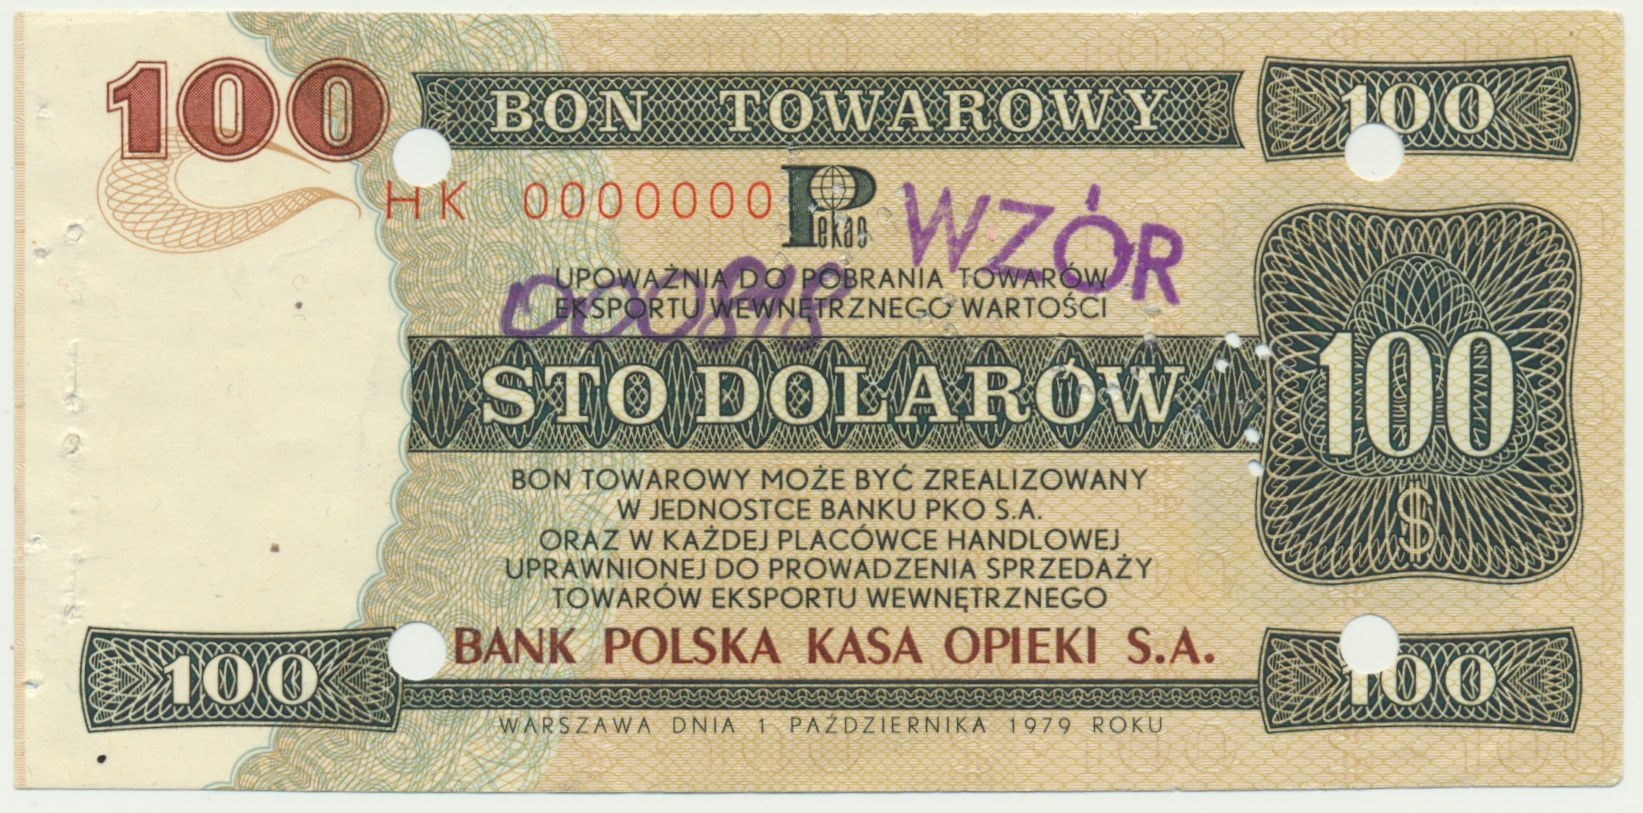 100 BON TOWAROWY 100
HK 0000000 Pekao WZÓR
UPOWAŻNIA DO POBRANIA TOWARÓW
000818
EKSPORTU WEWNĘTRZNEGO WARTOŚCI
STO DOLARÓW 100
$
BON TOWAROWY MOŻE BYĆ ZREALIZOWANY
W JEDNOSTCE BANKU PKO S.A.
ORAZ W KAŻDEJ PLACÓWCE HANDLOWEJ
UPRAWNIONEJ DO PROWADZENIA SPRZEDAŻY
TOWARÓW EKSPORTU WEWNĘTRZNEGO
100 BANK POLSKA KASA OPIEKI S.A. 100
WARSZAWA DNIA 1 PAŹDZIERNIKA 1979 ROKU